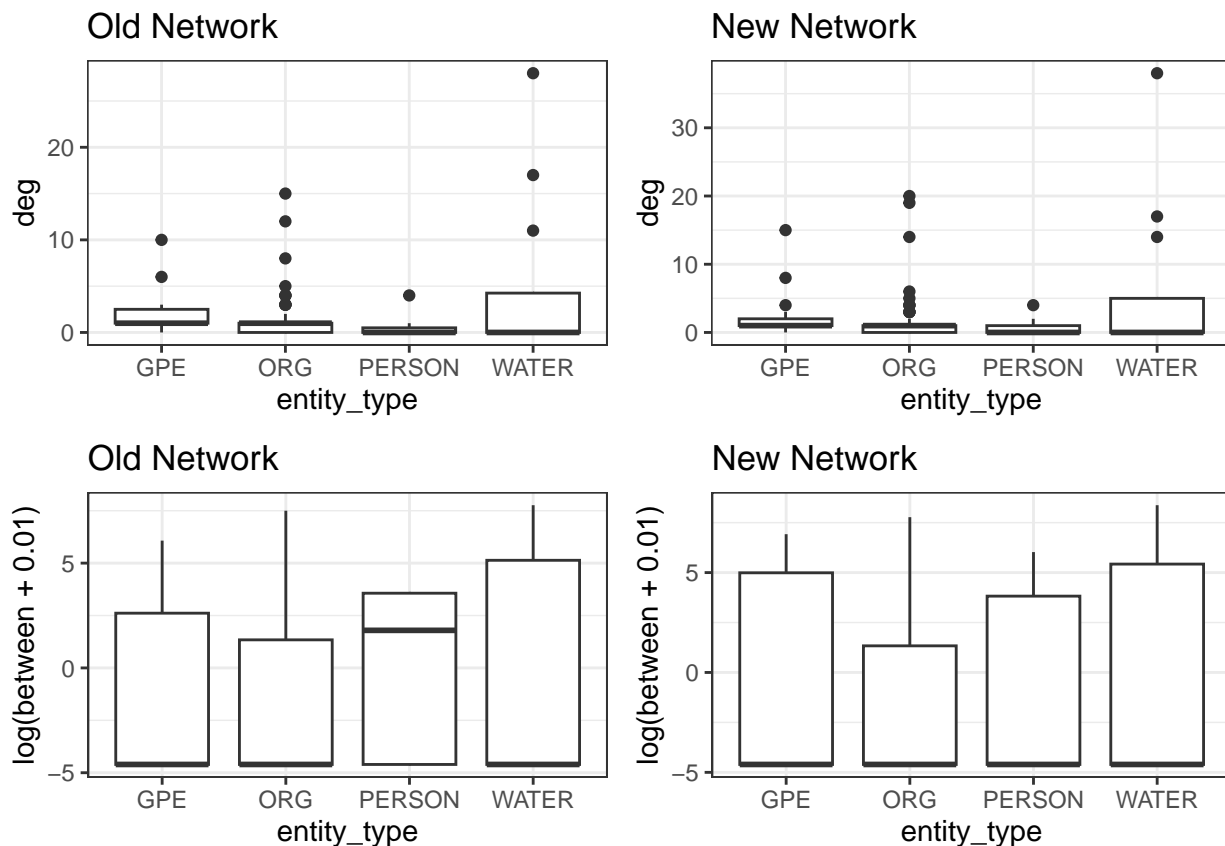 Old Network
deg
20
10
0
GPE ORG PERSON WATER
entity_type
New Network
deg
30
20
10
0
GPE ORG PERSON WATER
entity_type
Old Network
log(between + 0.01)
5
0
−5
GPE ORG PERSON WATER
entity_type
New Network
log(between + 0.01)
5
0
−5
GPE ORG PERSON WATER
entity_type